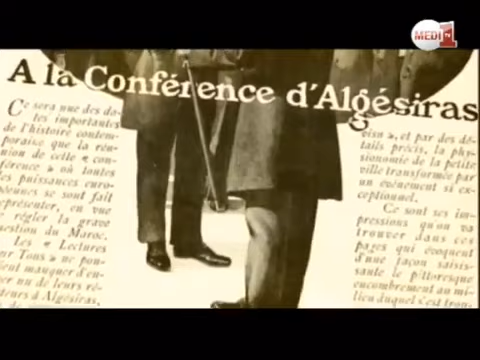 MEDI 1
A la Conférence d'Algésiras
Ce sera une des da-
tes importantes
de l'histoire contem-
poraine que la réu-
nion de cette « con-
férence » où toutes
les puissances euro-
péennes se sont fait
représenter, en vue
de régler la grave
question du Maroc.
Les « Lectures
pour Tous » ne pou-
vaient manquer d'en-
un de leurs ré-
dateurs d'Algésiras,
visn », et par des dé-
tails précis, la phy-
sionomie de la petite
ville transformée par
un événement si ex-
ceptionnel.
Ce sont ses im-
pressions qu'on va
trouver dans ces
pages qui évoquent
d'une façon saisis-
sante le pittoresque
encombrement au mi-
lieu duquel s'est trou-